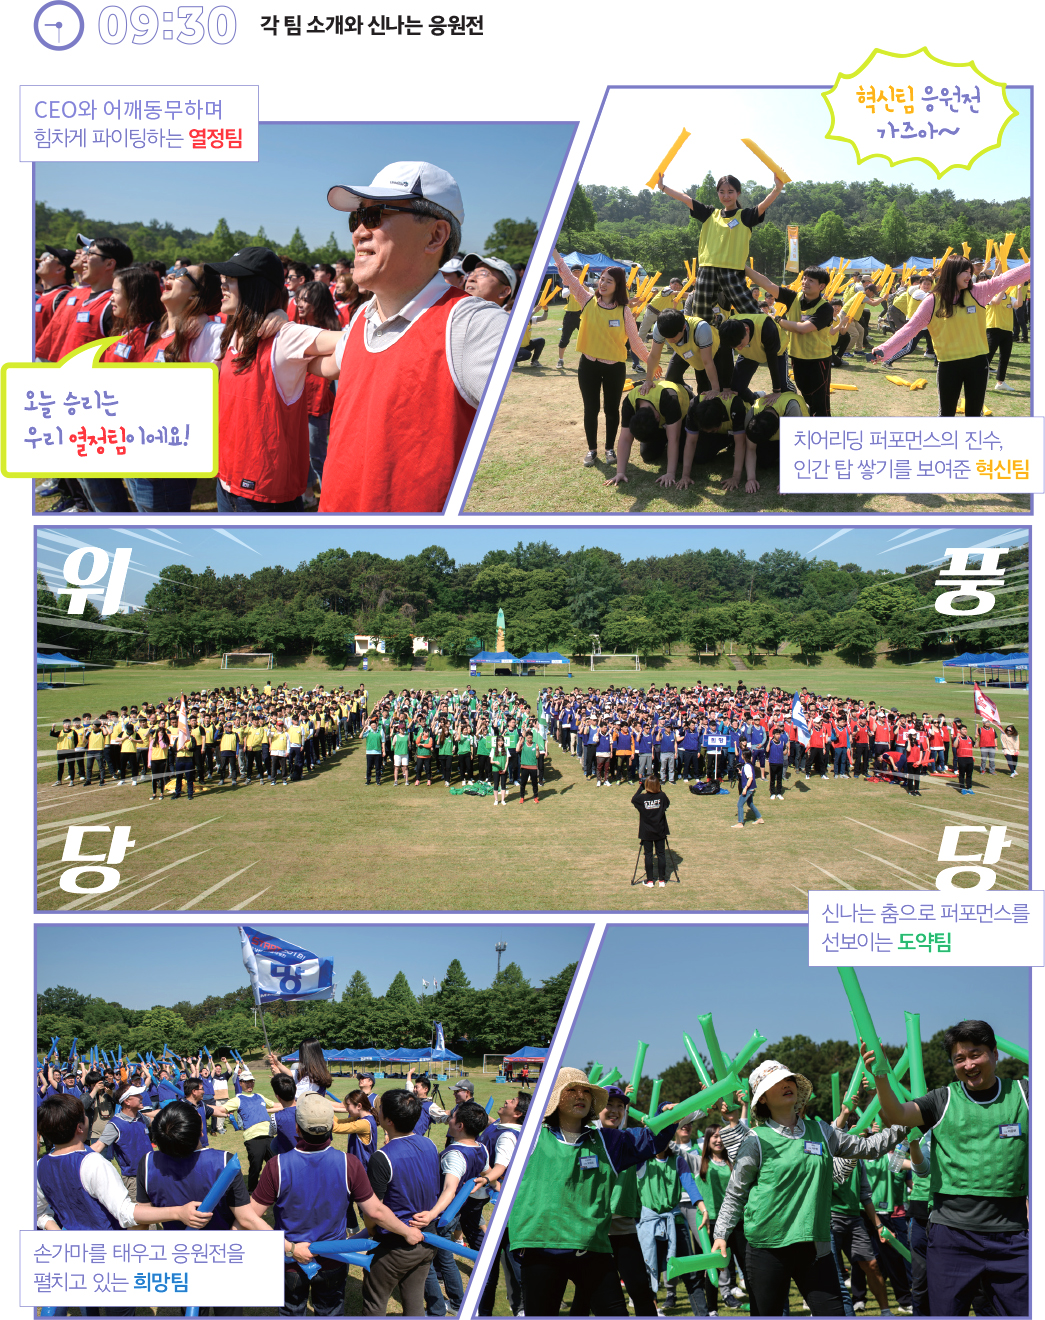 09:30 각 팀 소개와 신나는 응원전
CEO와 어깨동무하며
힘차게 파이팅하는 열정팀
혁신팀 응원전
가즈아~
오늘 승리는
우리 열정팀이에요!
치어리딩 퍼포먼스의 진수,
인간 탑 쌓기를 보여준 혁신팀
위 풍
당 당
STAFF
신나는 춤으로 퍼포먼스를
선보이는 도약팀
망
손가마를 태우고 응원전을
펼치고 있는 희망팀